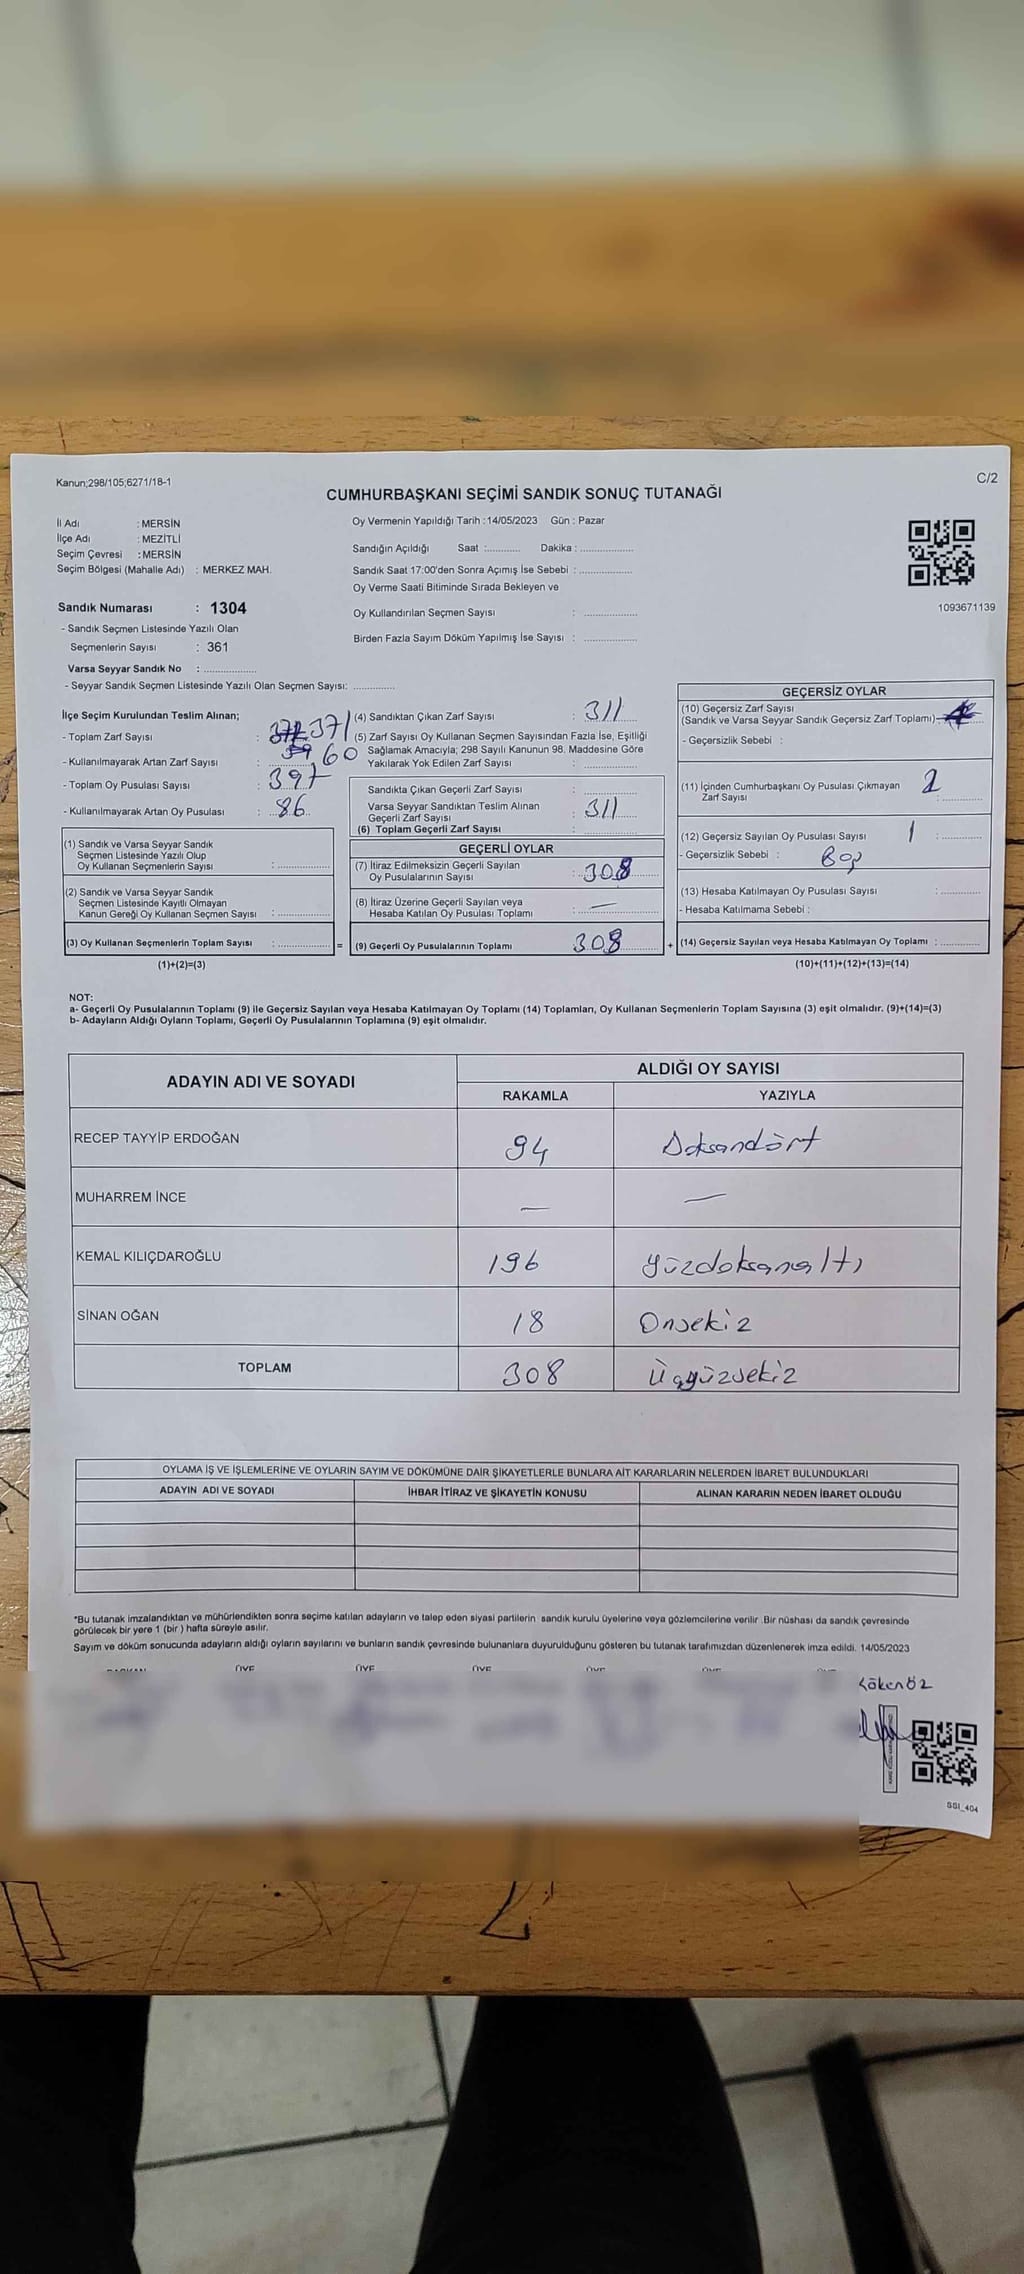 Kanun;298/105;6271/18-1
C/2
CUMHURBAŞKANI SEÇİMİ SANDIK SONUÇ TUTANAĞI
İl Adı : MERSİN
İlçe Adı : MEZİTLİ
Seçim Çevresi : MERSİN
Seçim Bölgesi (Mahalle Adı) : MERKEZ MAH.
Sandık Numarası : 1304
- Sandık Seçmen Listesinde Yazılı Olan
Seçmenlerin Sayısı : 361
Varsa Seyyar Sandık No : ................
- Seyyar Sandık Seçmen Listesinde Yazılı Olan Seçmen Sayısı: .............
Oy Vermenin Yapıldığı Tarih : 14/05/2023 Gün : Pazar
Sandığın Açıldığı Saat :........... Dakika : ................
Sandık Saat 17:00'den Sonra Açımış İse Sebebi : ................
Oy Verme Saati Bitiminde Sırada Bekleyen ve
Oy Kullandırılan Seçmen Sayısı : ................
Birden Fazla Sayım Döküm Yapılmış İse Sayısı : ................
1093671139
İlçe Seçim Kurulundan Teslim Alınan;
- Toplam Zarf Sayısı : 371
- Kullanılmayarak Artan Zarf Sayısı : 60
- Toplam Oy Pusulası Sayısı : 397
- Kullanılmayarak Artan Oy Pusulası : 86
(1) Sandık ve Varsa Seyyar Sandık
Seçmen Listesinde Yazılı Olup
Oy Kullanan Seçmenlerin Sayısı : ................
(2) Sandık ve Varsa Seyyar Sandık
Seçmen Listesinde Kayıtlı Olmayan
Kanun Gereği Oy Kullanan Seçmen Sayısı : ................
(3) Oy Kullanan Seçmenlerin Toplam Sayısı : ................
(1)+(2)=(3)
(4) Sandıktan Çıkan Zarf Sayısı : 311
(5) Zarf Sayısı Oy Kullanan Seçmen Sayısından Fazla İse, Eşitliği
Sağlamak Amacıyla; 298 Sayılı Kanunun 98. Maddesine Göre
Yakılarak Yok Edilen Zarf Sayısı : ................
Sandıkta Çıkan Geçerli Zarf Sayısı : ................
Varsa Seyyar Sandıktan Teslim Alınan
Geçerli Zarf Sayısı : 311
(6) Toplam Geçerli Zarf Sayısı : ................
GEÇERLİ OYLAR
(7) İtiraz Edilmeksizin Geçerli Sayılan
Oy Pusulalarının Sayısı : 308
(8) İtiraz Üzerine Geçerli Sayılan veya
Hesaba Katılan Oy Pusulası Toplamı : —
= (9) Geçerli Oy Pusulalarının Toplamı 308 +
GEÇERSİZ OYLAR
(10) Geçersiz Zarf Sayısı
(Sandık ve Varsa Seyyar Sandık Geçersiz Zarf Toplamı)
- Geçersizlik Sebebi :
(11) İçinden Cumhurbaşkanı Oy Pusulası Çıkmayan 2
Zarf Sayısı : ................
(12) Geçersiz Sayılan Oy Pusulası Sayısı 1 : ................
- Geçersizlik Sebebi : Boş
(13) Hesaba Katılmayan Oy Pusulası Sayısı : ................
- Hesaba Katılmama Sebebi :
(14) Geçersiz Sayılan veya Hesaba Katılmayan Oy Toplamı : ................
(10)+(11)+(12)+(13)=(14)
NOT:
a- Geçerli Oy Pusulalarının Toplamı (9) ile Geçersiz Sayılan veya Hesaba Katılmayan Oy Toplamı (14) Toplamları, Oy Kullanan Seçmenlerin Toplam Sayısına (3) eşit olmalıdır. (9)+(14)=(3)
b- Adayların Aldığı Oyların Toplamı, Geçerli Oy Pusulalarının Toplamına (9) eşit olmalıdır.
ADAYIN ADI VE SOYADI ALDIĞI OY SAYISI
RAKAMLA YAZIYLA
RECEP TAYYİP ERDOĞAN 94 Doksandört
MUHARREM İNCE — —
KEMAL KILIÇDAROĞLU 196 yüzdoksanaltı
SİNAN OĞAN 18 Onsekiz
TOPLAM 308 Üçyüzsekiz
OYLAMA İŞ VE İŞLEMLERİNE VE OYLARIN SAYIM VE DÖKÜMÜNE DAİR ŞİKAYETLERLE BUNLARA AİT KARARLARIN NELERDEN İBARET BULUNDUKLARI
ADAYIN ADI VE SOYADI İHBAR İTİRAZ VE ŞİKAYETİN KONUSU ALINAN KARARIN NEDEN İBARET OLDUĞU
*Bu tutanak imzalandıktan ve mühürlendikten sonra seçime katılan adayların ve talep eden siyasi partilerin sandık kurulu üyelerine veya gözlemcilerine verilir .Bir nüshası da sandık çevresinde
görülecek bir yere 1 (bir ) hafta süreyle asılır.
Sayım ve döküm sonucunda adayların aldığı oyların sayılarını ve bunların sandık çevresinde bulunanlara duyurulduğunu gösteren bu tutanak tarafımızdan düzenlenerek imza edildi. 14/05/2023
BAŞKAN ÜYE ÜYE ÜYE ÜYE ÜYE
Kökenöz
SSI_404